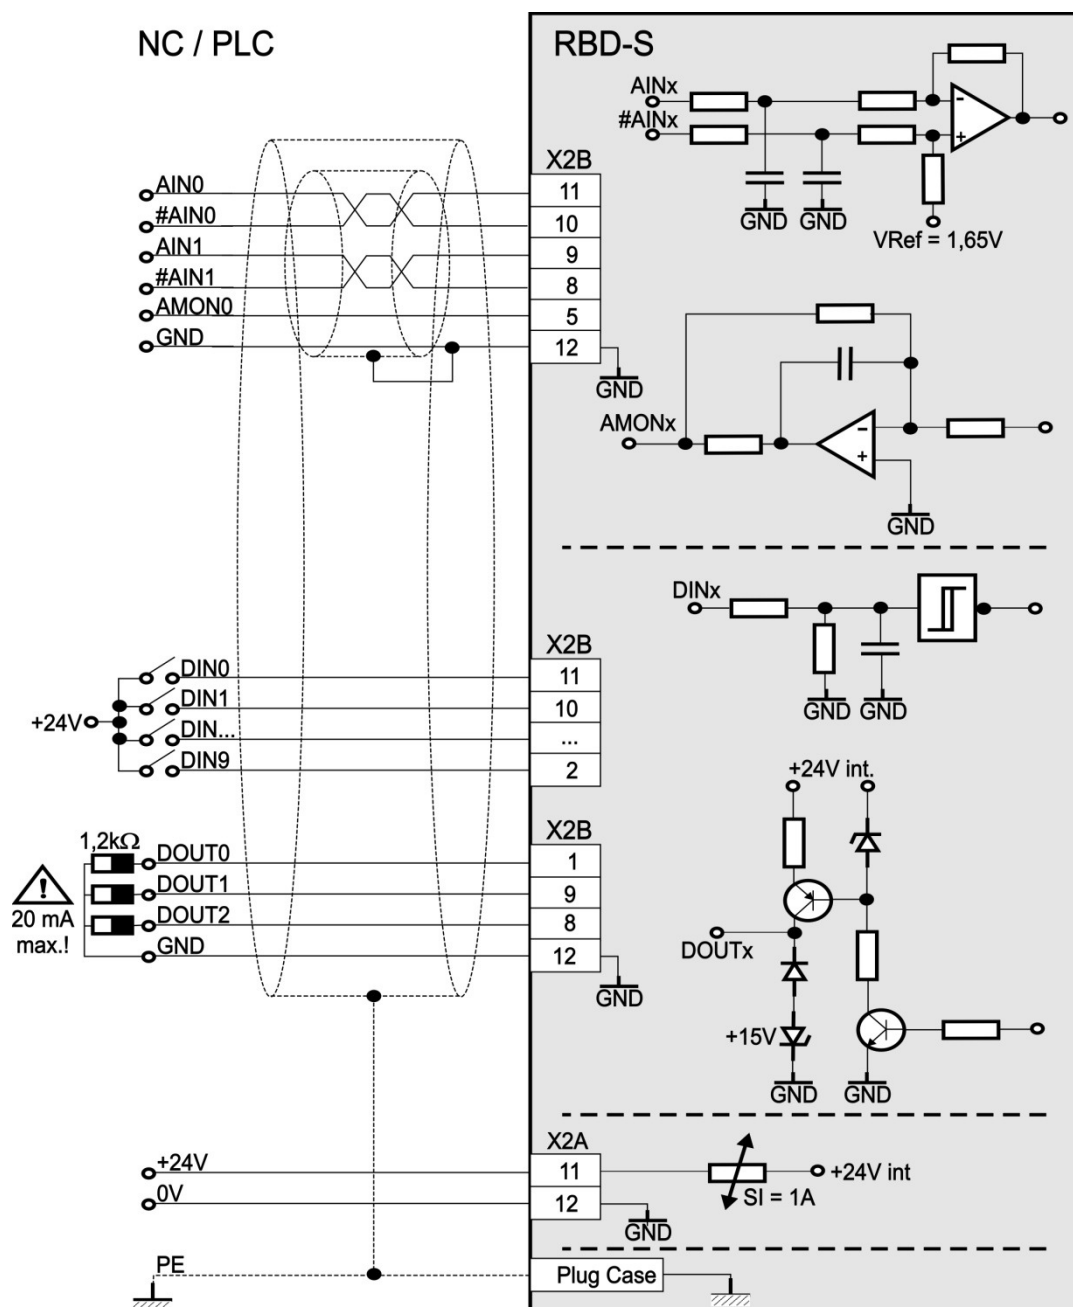 NC / PLC
RBD-S
AINx
#AINx
GND
GND
VRef = 1,65V
X2B
AIN0
11
#AIN0
10
AIN1
9
#AIN1
8
AMON0
5
GND
12
GND
AMONx
GND
DINx
GND
GND
X2B
DIN0
11
DIN1
10
+24V
DIN...
...
DIN9
2
+24V int.
X2B
1,2kΩ
DOUT0
1
DOUT1
9
20 mA
max.!
DOUT2
8
GND
12
GND
DOUTx
+15V
GND
GND
X2A
+24V
11
+24V int
SI = 1A
0V
12
GND
PE
Plug Case